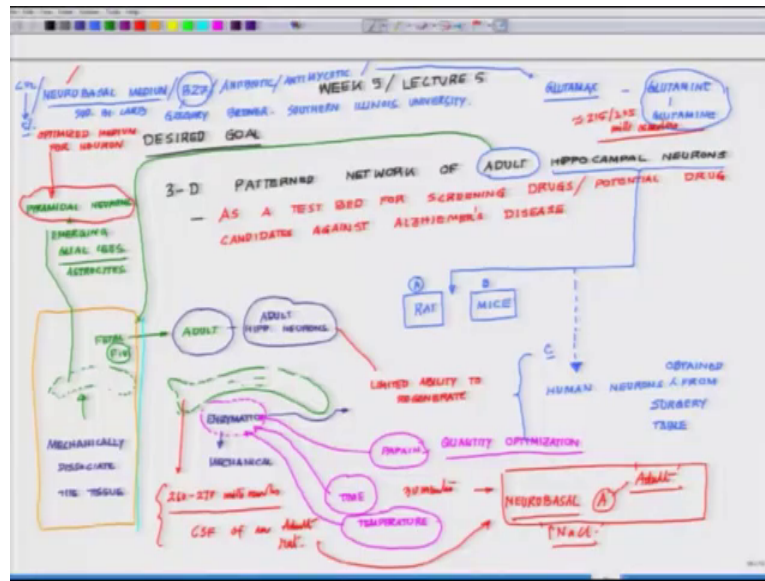 NEUROBASAL MEDIUM / B27 / ANTIBIOTIC / ANTIMYCOTIC
WEEK 5 / LECTURE 5
GREGORY BREWER - SOUTHERN ILLINOIS UNIVERSITY.
GLUTAMAX - GLUTAMINE
GLUTAMINE
OPTIMIZED MEDIUM
FOR NEURON
DESIRED GOAL
3-D PATTERNED NETWORK OF ADULT HIPPOCAMPAL NEURONS
- AS A TEST BED FOR SCREENING DRUGS / POTENTIAL DRUG
CANDIDATES AGAINST ALZHEIMER'S DISEASE
PYRAMIDAL NEURONS
EMERGING
GLIAL CELLS
ASTROCYTES
A
RAT
B
MICE
FETAL
ADULT
ADULT
HIPP. NEURONS
LIMITED ABILITY TO
REGENERATE
C
HUMAN NEURONS FROM
OBTAINED
SURGERY
TABLE
MECHANICALLY
DISSOCIATE
THE TISSUE
ENZYMATIC
MECHANICAL
PAPAIN
QUANTITY OPTIMIZATION
TIME
30 minutes
TEMPERATURE
CSF OF an Adult
Rat.
NEUROBASAL A
Adult
NaCl